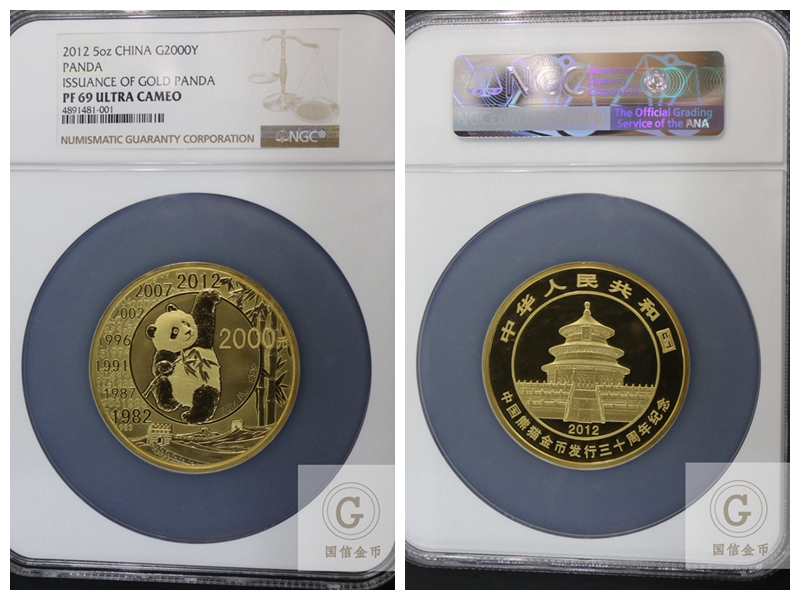 2012 5oz CHINA G2000Y
PANDA
ISSUANCE OF GOLD PANDA
PF 69 ULTRA CAMEO
4891481-001
NUMISMATIC GUARANTY CORPORATION
NGC
2012
2007
2002
1996
1991
1987
1982
2000元
G
国信金币
NGC
The Official Grading
Service of the ANA
中华人民共和国
2012
中国熊猫金币发行三十周年纪念
G
国信金币